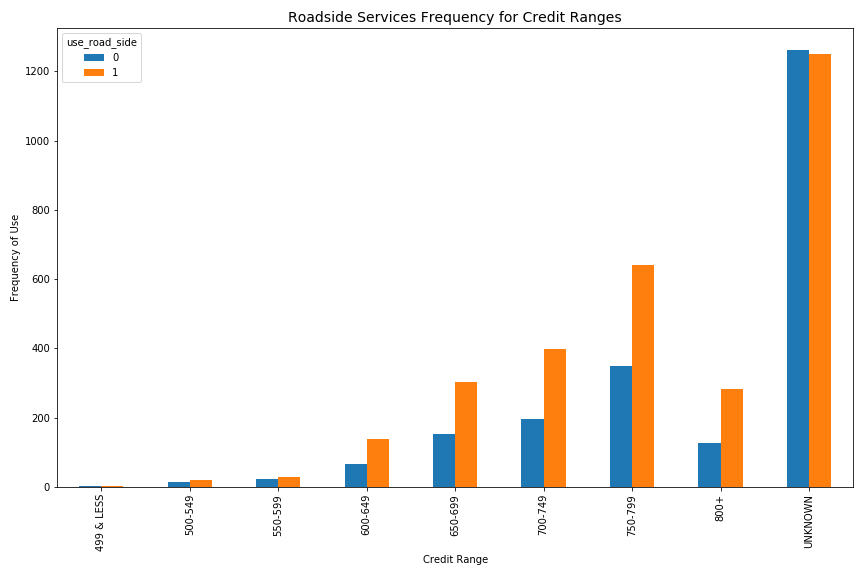 Roadside Services Frequency for Credit Ranges
use_road_side
0
1
Frequency of Use
1200
1000
800
600
400
200
0
499 & LESS
500-549
550-599
600-649
650-699
700-749
750-799
800+
UNKNOWN
Credit Range